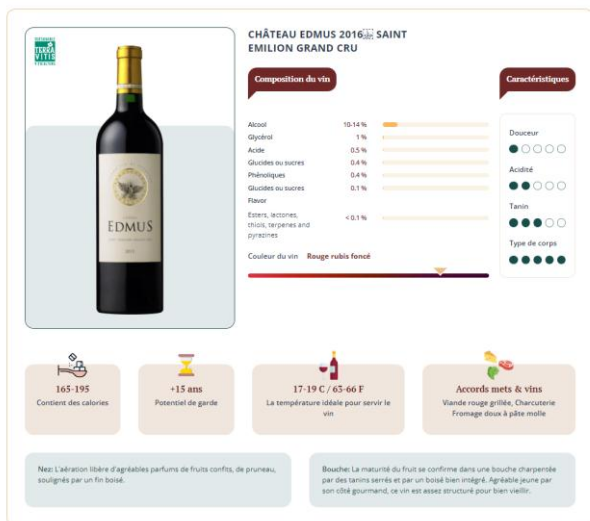 TERRA
VITIS
CHÂTEAU EDMUS 2016 SAINT
EMILION GRAND CRU
Composition du vin
Caractéristiques
Alcool 10-14 %
Glycérol 1 %
Acide 0.5 %
Glucides ou sucres 0.4 %
Phénoliques 0.4 %
Glucides ou sucres 0.1 %
Flavor
Esters, lactones,
thiols, terpenes and
pyrazines
< 0.1 %
Couleur du vin Rouge rubis foncé
Douceur
Acidité
Tanin
Type de corps
EDMUS
165-195
Contient des calories
+15 ans
Potentiel de garde
17-19 C / 63-66 F
La température idéale pour servir le
vin
Accords mets & vins
Viande rouge grillée, Charcuterie
Fromage doux à pâte molle
Nez: L'aération libère d'agréables parfums de fruits confits, de pruneau,
soulignés par un fin boisé.
Bouche: La maturité du fruit se confirme dans une bouche charpentée
par des tanins serrés et par un boisé bien intégré. Agréable jeune par
son côté gourmand, ce vin est assez structuré pour bien vieillir.